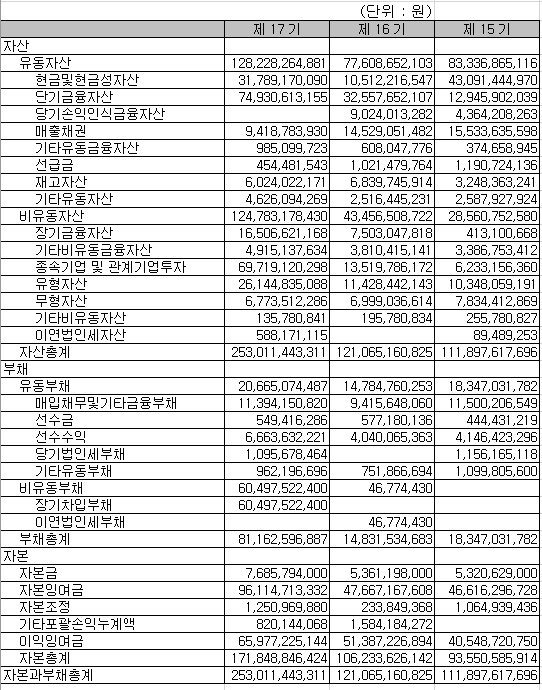 (단위 : 원)
제 17 기 제 16 기 제 15 기
자산
유동자산 128,228,264,881 77,608,652,103 83,336,865,116
현금및현금성자산 31,789,170,090 10,512,216,547 43,091,444,970
단기금융자산 74,930,613,155 32,557,652,107 12,945,902,039
당기손익인식금융자산 9,024,013,282 4,364,208,263
매출채권 9,418,783,930 14,529,051,482 15,533,635,598
기타유동금융자산 985,099,723 608,047,776 374,658,945
선급금 454,481,543 1,021,479,764 1,190,724,136
재고자산 6,024,022,171 6,839,745,914 3,248,363,241
기타유동자산 4,626,094,269 2,516,445,231 2,587,927,924
비유동자산 124,783,178,430 43,456,508,722 28,560,752,580
장기금융자산 16,506,621,168 7,503,047,818 413,100,668
기타비유동금융자산 4,915,137,634 3,810,415,141 3,386,753,412
종속기업 및 관계기업투자 69,719,120,298 13,519,786,172 6,233,156,360
유형자산 26,144,835,088 11,428,442,143 10,348,059,191
무형자산 6,773,512,286 6,999,036,614 7,834,412,869
기타비유동자산 135,780,841 195,780,834 255,780,827
이연법인세자산 588,171,115 89,489,253
자산총계 253,011,443,311 121,065,160,825 111,897,617,696
부채
유동부채 20,665,074,487 14,784,760,253 18,347,031,782
매입채무및기타금융부채 11,394,150,820 9,415,648,060 11,500,206,549
선수금 549,416,286 577,180,136 444,431,219
선수수익 6,663,632,221 4,040,065,363 4,146,423,296
당기법인세부채 1,095,678,464 1,156,165,118
기타유동부채 962,196,696 751,866,694 1,099,805,600
비유동부채 60,497,522,400 46,774,430
장기차입부채 60,497,522,400
이연법인세부채 46,774,430
부채총계 81,162,596,887 14,831,534,683 18,347,031,782
자본
자본금 7,685,794,000 5,361,198,000 5,320,629,000
자본잉여금 96,114,713,332 47,667,167,608 46,616,296,728
자본조정 1,250,969,880 233,849,368 1,064,939,436
기타포괄손익누계액 820,144,068 1,584,184,272
이익잉여금 65,977,225,144 51,387,226,894 40,548,720,750
자본총계 171,848,846,424 106,233,626,142 93,550,585,914
자본과부채총계 253,011,443,311 121,065,160,825 111,897,617,696